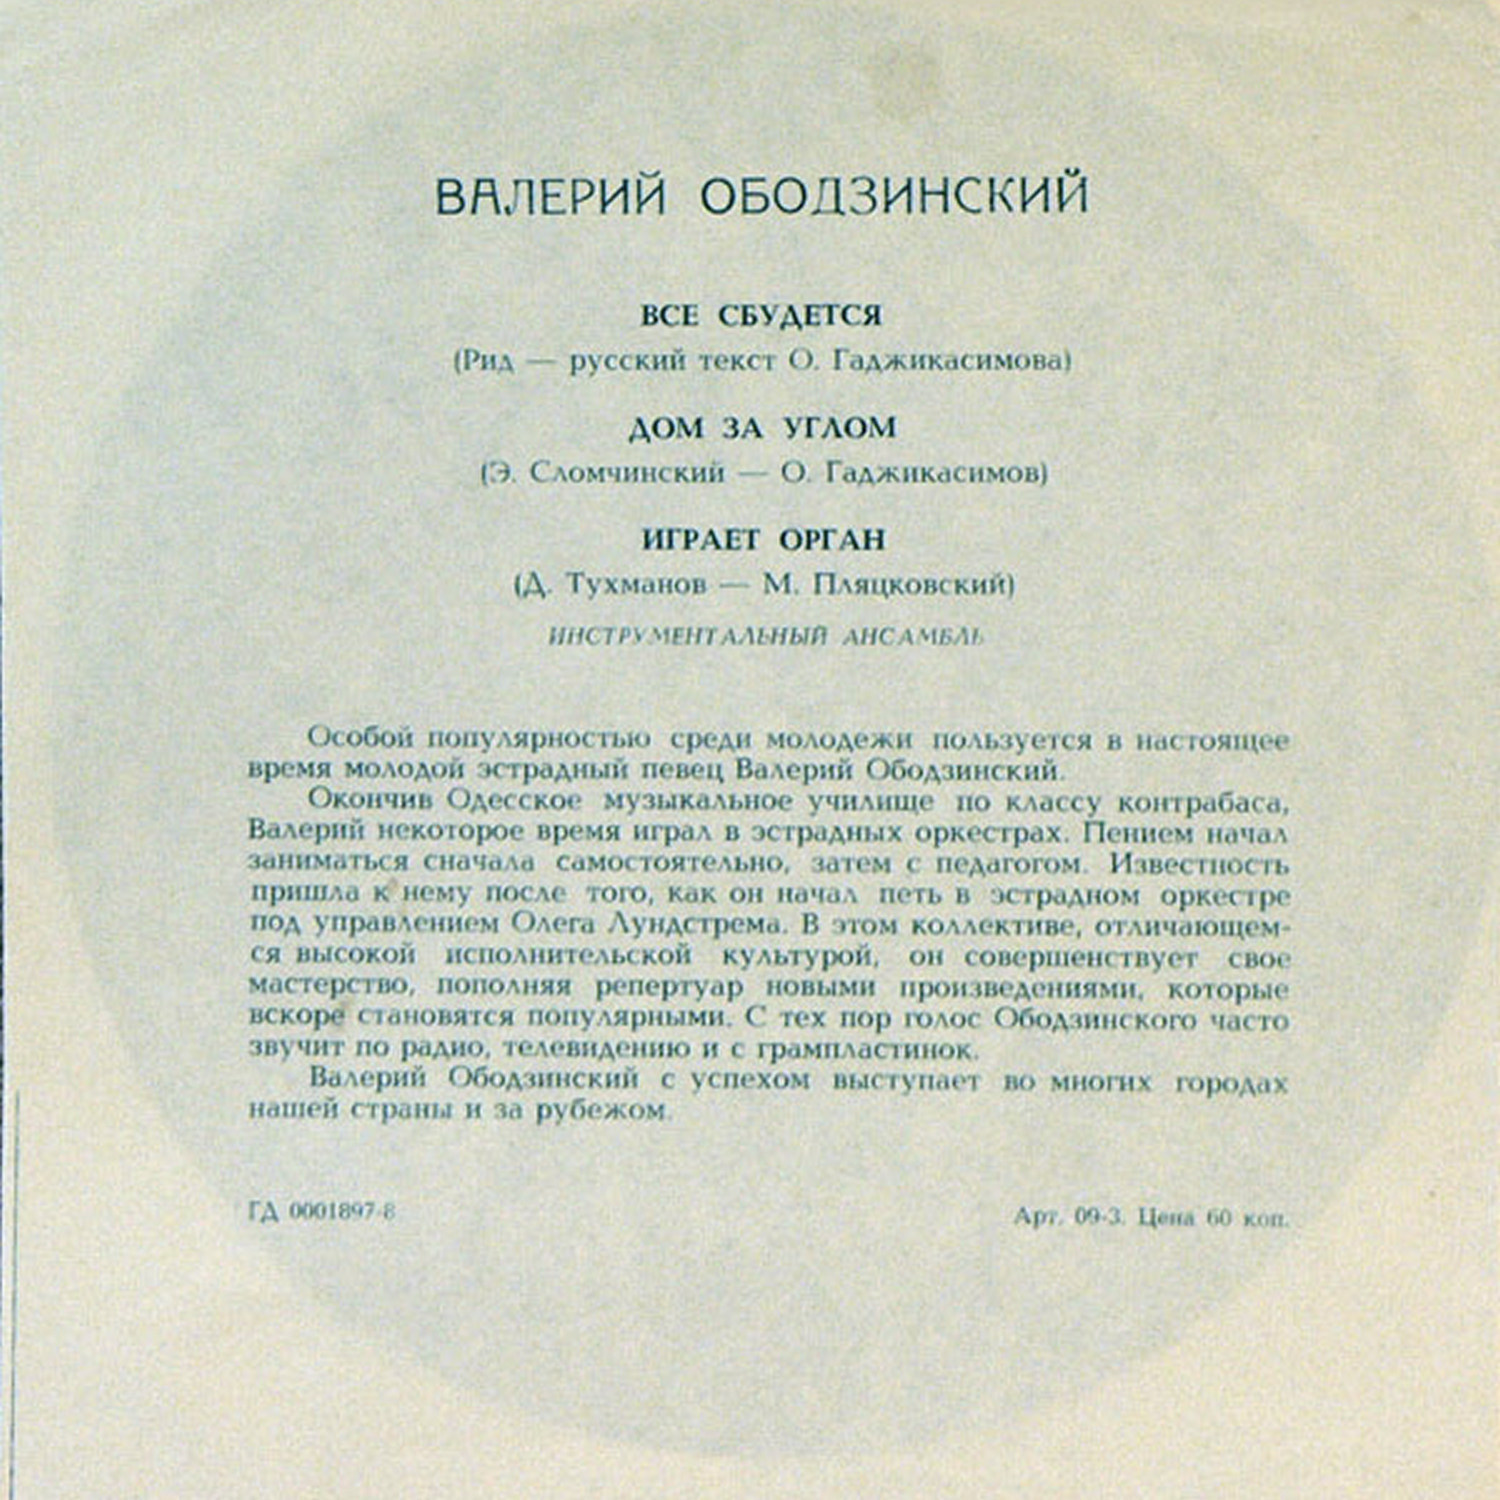 ВАЛЕРИЙ ОБОДЗИНСКИЙ
ВСЕ СБУДЕТСЯ
(Рид — русский текст О. Гаджикасимова)
ДОМ ЗА УГЛОМ
(Э. Сломчинский — О. Гаджикасимов)
ИГРАЕТ ОРГАН
(Д. Тухманов — М. Пляцковский)
ИНСТРУМЕНТАЛЬНЫЙ АНСАМБЛЬ
Особой популярностью среди молодежи пользуется в настоящее
время молодой эстрадный певец Валерий Ободзинский.
Окончив Одесское музыкальное училище по классу контрабаса,
Валерий некоторое время играл в эстрадных оркестрах. Пением начал
заниматься сначала самостоятельно, затем с педагогом. Известность
пришла к нему после того, как он начал петь в эстрадном оркестре
под управлением Олега Лундстрема. В этом коллективе, отличающем-
ся высокой исполнительской культурой, он совершенствует свое
мастерство, пополняя репертуар новыми произведениями, которые
вскоре становятся популярными. С тех пор голос Ободзинского часто
звучит по радио, телевидению и с грампластинок.
Валерий Ободзинский с успехом выступает во многих городах
нашей страны и за рубежом.
ГД 0001897-8
Арт. 09-3. Цена 60 коп.